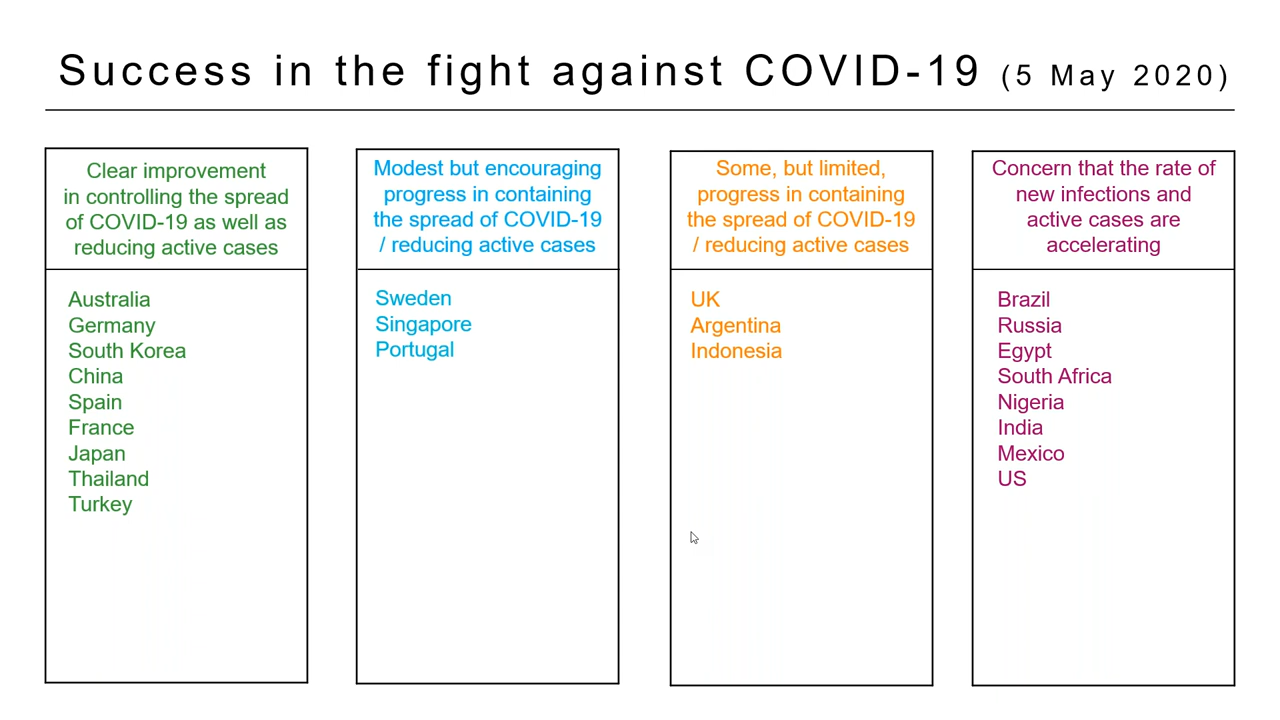 Success in the fight against COVID-19 (5 May 2020)
Clear improvement
in controlling the spread
of COVID-19 as well as
reducing active cases
Australia
Germany
South Korea
China
Spain
France
Japan
Thailand
Turkey
Modest but encouraging
progress in containing
the spread of COVID-19
/ reducing active cases
Sweden
Singapore
Portugal
Some, but limited,
progress in containing
the spread of COVID-19
/ reducing active cases
UK
Argentina
Indonesia
Concern that the rate of
new infections and
active cases are
accelerating
Brazil
Russia
Egypt
South Africa
Nigeria
India
Mexico
US